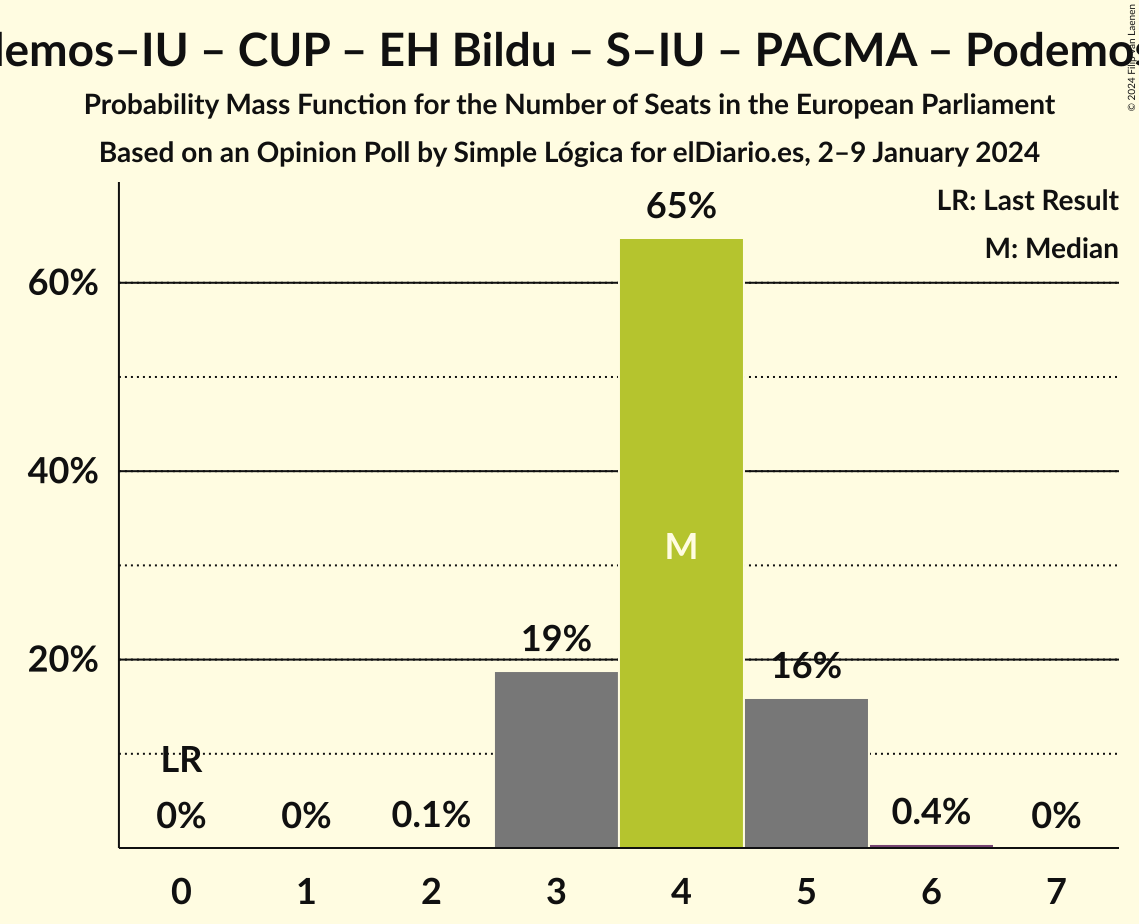 –IU – CUP – EH Bildu – S–IU – PACMA –
Probability Mass Function for the Number of Seats in the European Parliament
Based on an Opinion Poll by Simple Lógica for elDiario.es, 2–9 January 2024
© 2024 Filip van Laenen
LR: Last Result
M: Median
65%
60%
40%
M
19%
20%
16%
LR
0%
0%
0.1%
0.4%
0%
0 1 2 3 4 5 6 7